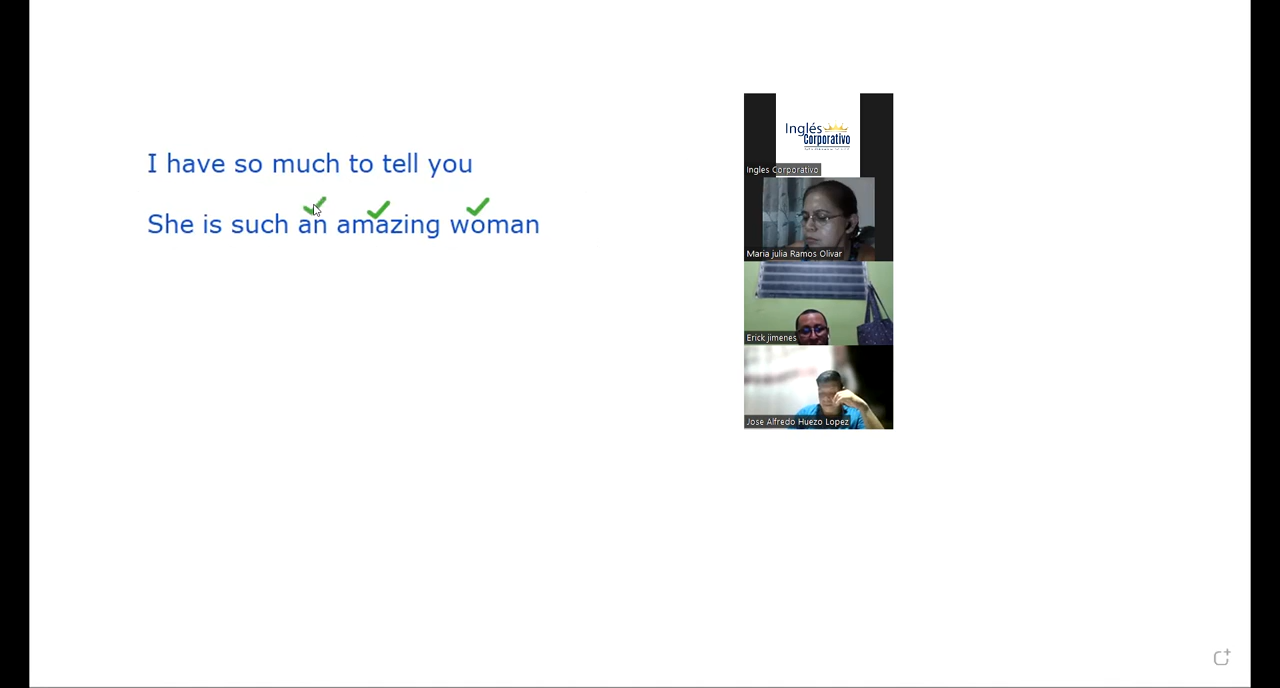 I have so much to tell you
She is such an amazing woman
Inglés
Corporativo
Ingles Corporativo
Maria julia Ramos Olivar
Erick jimenes
Jose Alfredo Huezo Lopez